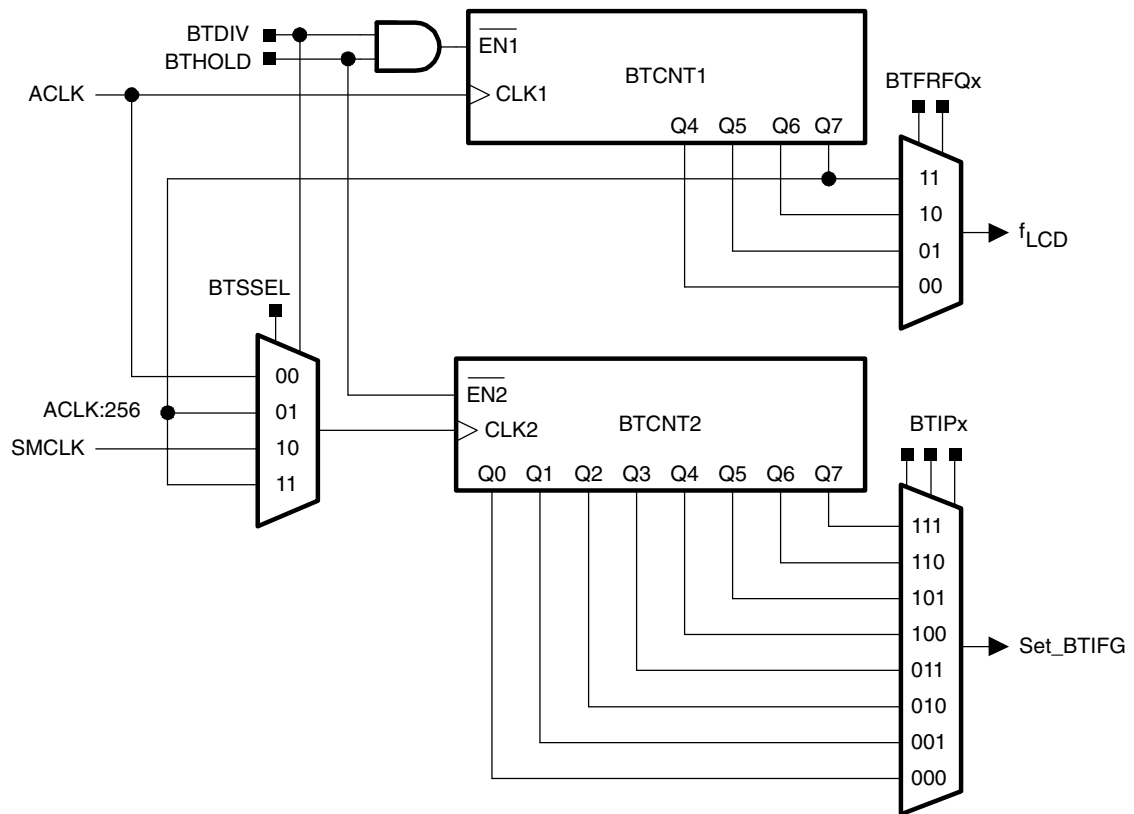 BTDIV
BTHOLD
EN1
BTCNT1
ACLK
CLK1
BTFRFQx
Q4 Q5 Q6 Q7
11
10
01
00
fLCD
BTSSEL
00
01
10
11
ACLK:256
SMCLK
EN2
CLK2
BTCNT2
BTIPx
Q0 Q1 Q2 Q3 Q4 Q5 Q6 Q7
111
110
101
100
011
010
001
000
Set_BTIFG